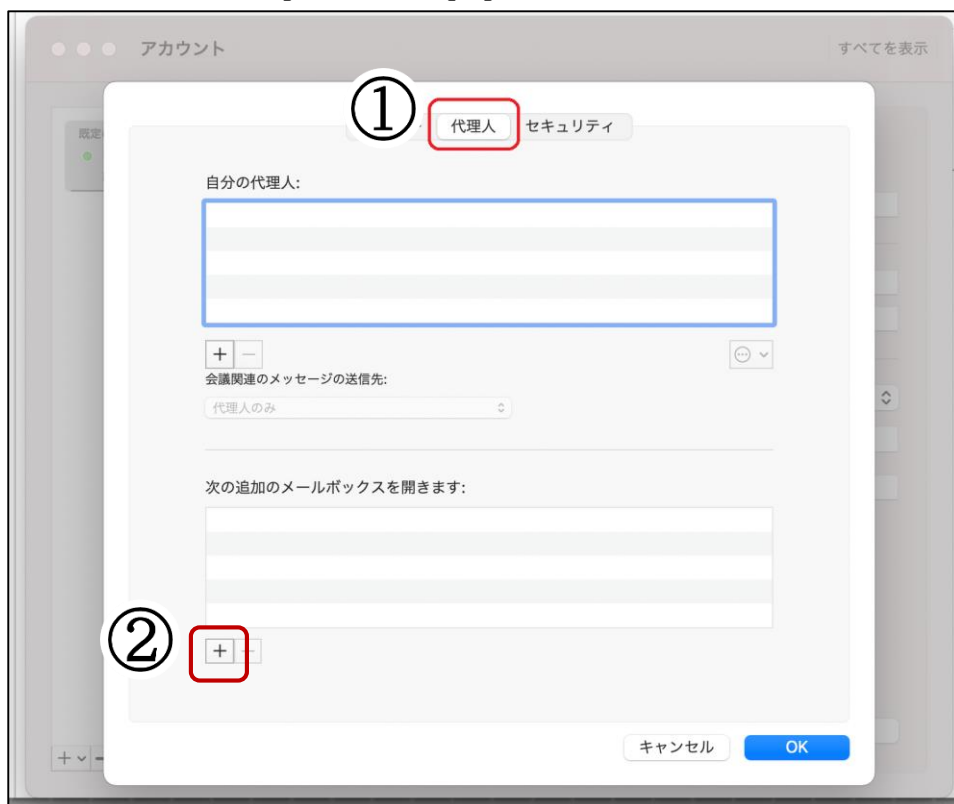 アカウント
すべてを表示
既定
①
代理人
セキュリティ
自分の代理人:
会議関連のメッセージの送信先:
代理人のみ
次の追加のメールボックスを開きます:
②
キャンセル
OK